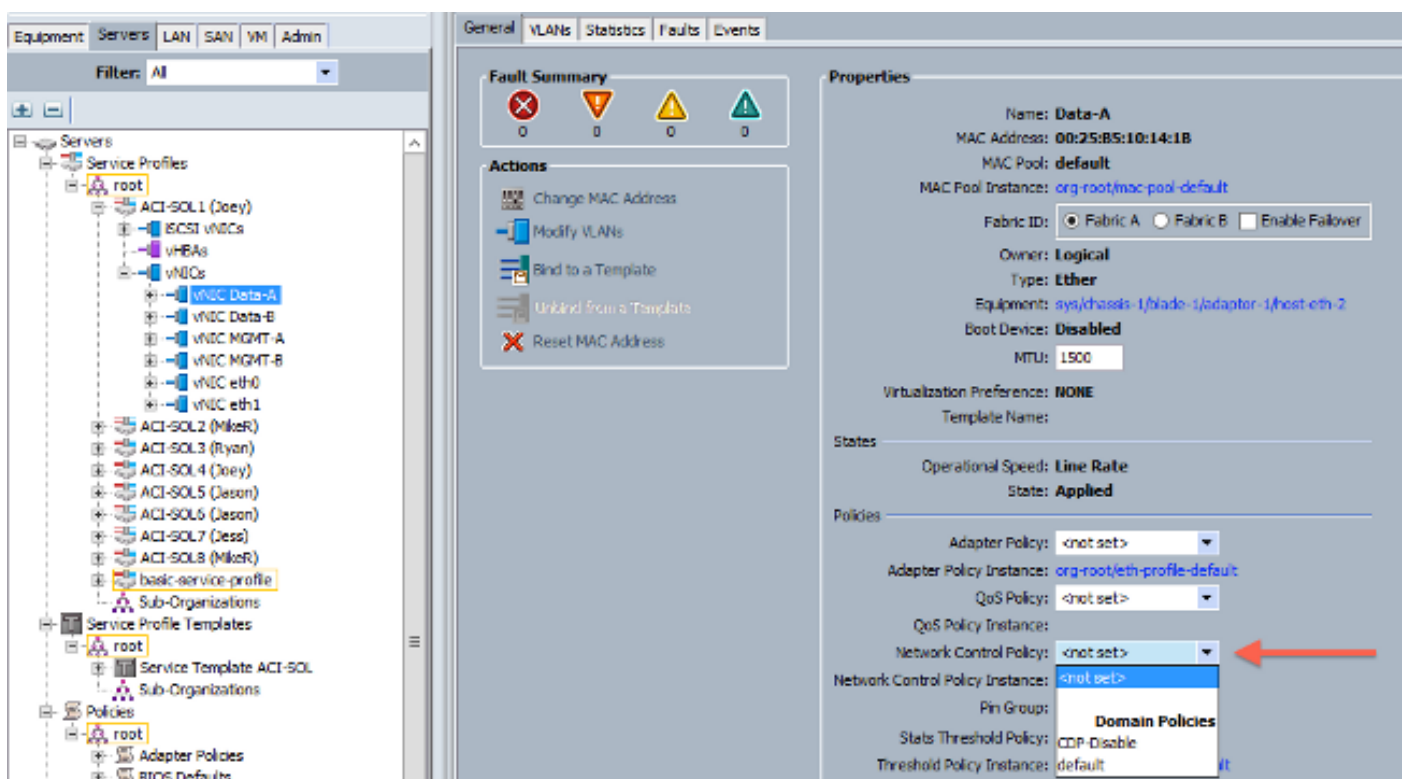 Equipment Servers LAN SAN VM Admin
Filter: All
Servers
Service Profiles
root
ACI-SOL1 (Joey)
iSCSI vNICs
vHBAs
vNICs
vNIC Data-A
vNIC Data-B
vNIC MGMT-A
vNIC MGMT-B
vNIC eth0
vNIC eth1
ACI-SOL2 (MikeR)
ACI-SOL3 (Ryan)
ACI-SOL4 (Joey)
ACI-SOL5 (Jason)
ACI-SOL6 (Jason)
ACI-SOL7 (Jess)
ACI-SOL8 (MikeR)
basic-service-profile
Sub-Organizations
Service Profile Templates
root
Service Template ACI-SOL
Sub-Organizations
Policies
root
Adapter Policies
BIOS Defaults
General VLANs Statistics Faults Events
Fault Summary
0 0 0 0
Actions
Change MAC Address
Modify VLANs
Bind to a Template
Unbind from a Template
Reset MAC Address
Properties
Name: Data-A
MAC Address: 00:25:B5:10:14:1B
MAC Pool: default
MAC Pool Instance: org-root/mac-pool-default
Fabric ID: Fabric A Fabric B Enable Failover
Owner: Logical
Type: Ether
Equipment: sys/chassis-1/blade-1/adaptor-1/host-eth-2
Boot Device: Disabled
MTU: 1500
Virtualization Preference: NONE
Template Name:
States
Operational Speed: Line Rate
State: Applied
Policies
Adapter Policy: <not set>
Adapter Policy Instance: org-root/eth-profile-default
QoS Policy: <not set>
QoS Policy Instance:
Network Control Policy: <not set>
Network Control Policy Instance: <not set>
Pin Group:
Domain Policies
Stats Threshold Policy: CDP-Disable
Threshold Policy Instance: default lt